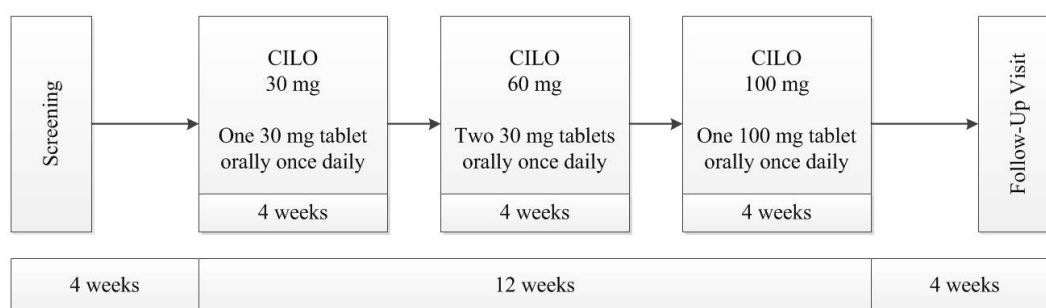 Screening
CILO
30 mg
One 30 mg tablet
orally once daily
4 weeks
CILO
60 mg
Two 30 mg tablets
orally once daily
4 weeks
CILO
100 mg
One 100 mg tablet
orally once daily
4 weeks
Follow-Up Visit
4 weeks
12 weeks
4 weeks